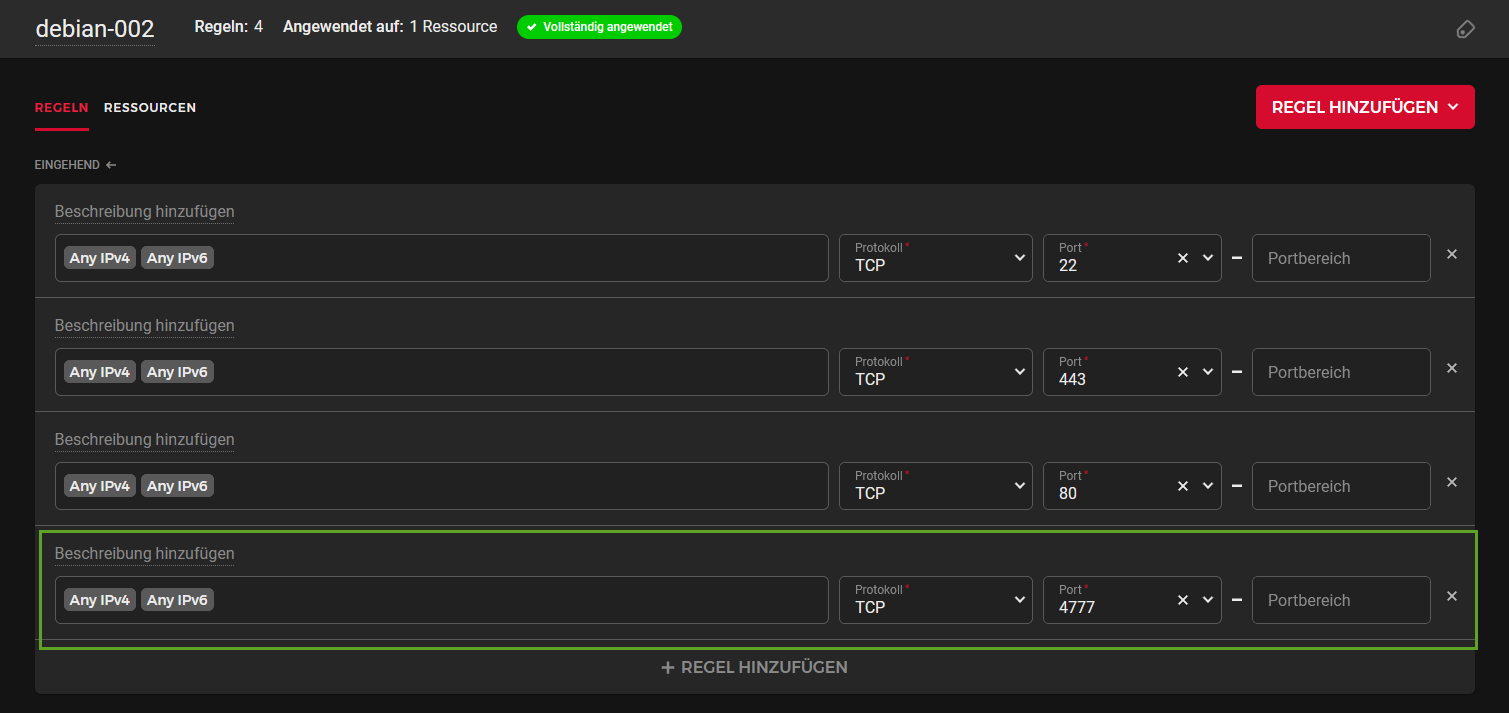 debian-002 Regeln: 4 Angewendet auf: 1 Ressource Vollständig angewendet
REGELN RESSOURCEN REGEL HINZUFÜGEN
EINGEHEND
Beschreibung hinzufügen
Any IPv4 Any IPv6 Protokoll* TCP Port* 22 – Portbereich
Beschreibung hinzufügen
Any IPv4 Any IPv6 Protokoll* TCP Port* 443 – Portbereich
Beschreibung hinzufügen
Any IPv4 Any IPv6 Protokoll* TCP Port* 80 – Portbereich
Beschreibung hinzufügen
Any IPv4 Any IPv6 Protokoll* TCP Port* 4777 – Portbereich
+ REGEL HINZUFÜGEN